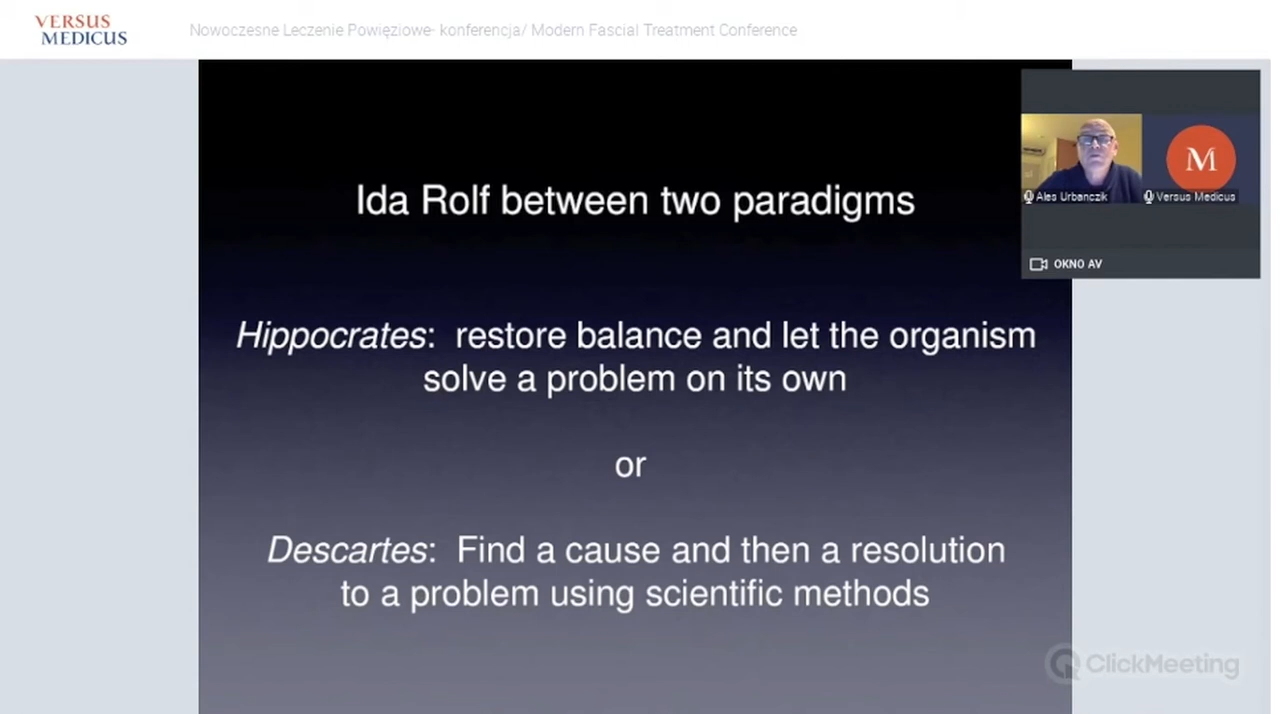 VERSUS
MEDICUS
Nowoczesne Leczenie Powięziowe- konferencja/ Modern Fascial Treatment Conference
Ida Rolf between two paradigms
Hippocrates: restore balance and let the organism
solve a problem on its own
or
Descartes: Find a cause and then a resolution
to a problem using scientific methods
M
Ales Urbanczik
Versus Medicus
OKNO AV
ClickMeeting